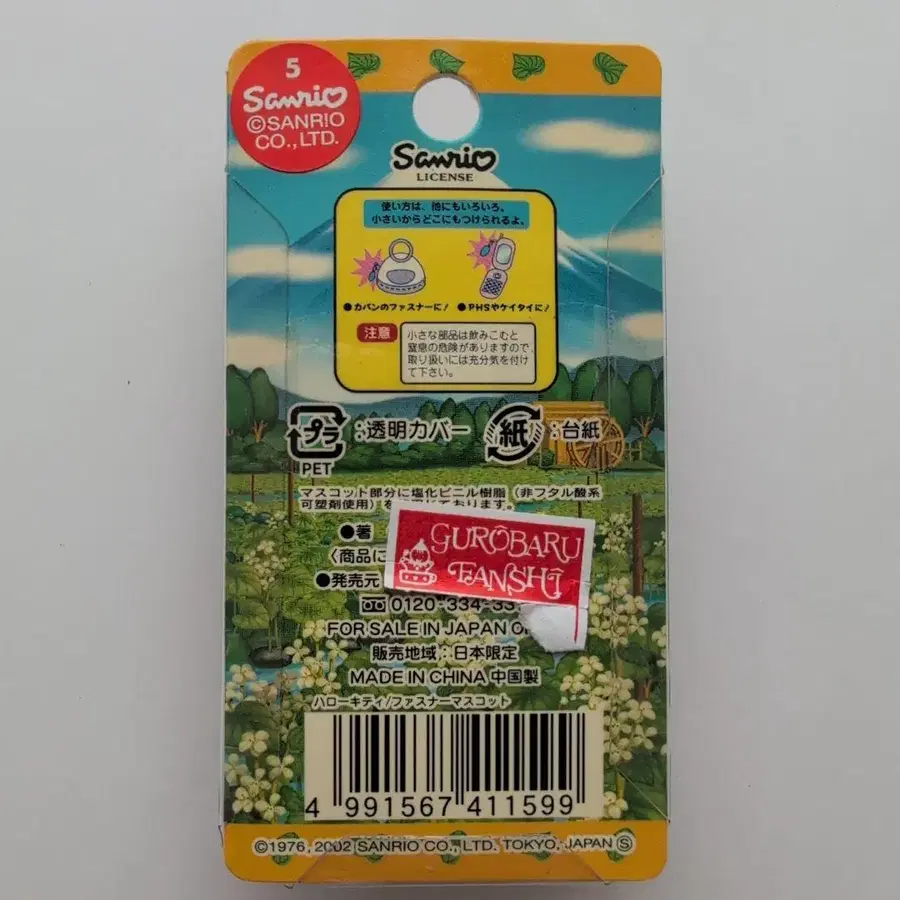 5
Sanrio
©SANRIO
CO.,LTD.
Sanrio
LICENSE
使い方は、他にもいろいろ。
小さいからどこにもつけられるよ。
●カバンのファスナーに! ●PHSやケイタイに!
注意
小さな部品は飲みこむと
窒息の危険がありますので、
取り扱いには充分気を付け
て下さい。
プラ :透明カバー 紙 :台紙
PET
マスコット部分に塩化ビニル樹脂(非フタル酸系
可塑剤使用)を しております。
●著
〈商品に
●発売元
GURÔBARU
FANSHÎ
0120-334-33
FOR SALE IN JAPAN O
販売地域:日本限定
MADE IN CHINA 中国製
ハローキティ/ファスナーマスコット
4 991567 411599
©1976, 2002 SANRIO CO., LTD. TOKYO, JAPAN Ⓢ